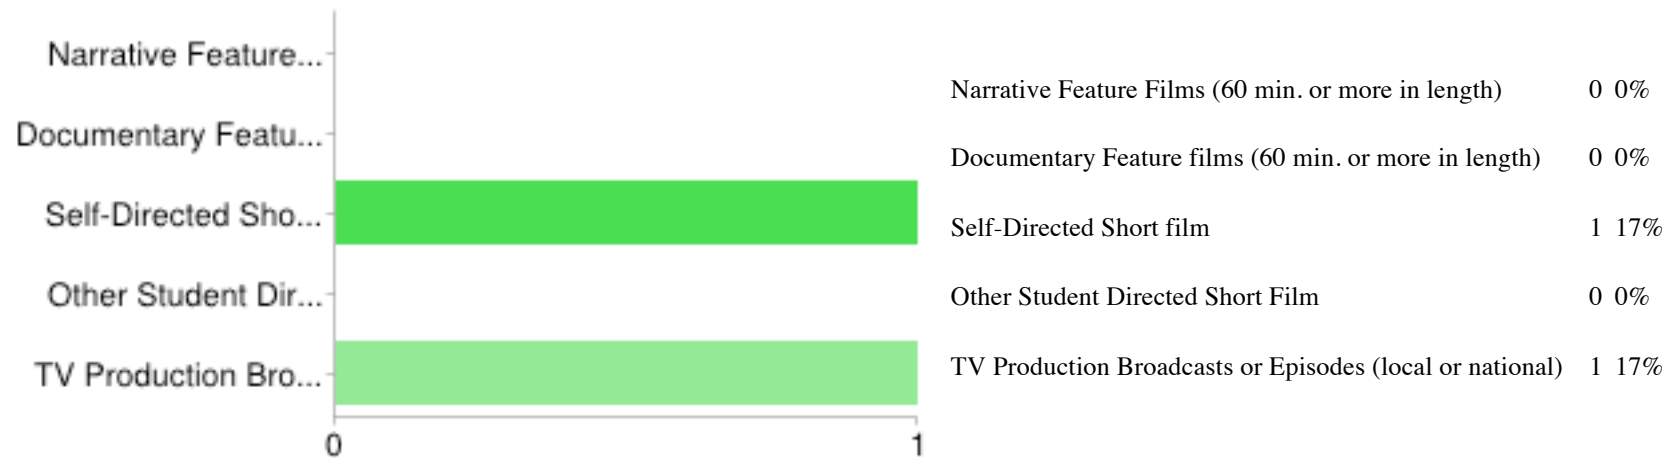 Narrative Feature...
Documentary Featu...
Self-Directed Sho...
Other Student Dir...
TV Production Bro...
0 1
Narrative Feature Films (60 min. or more in length) 0 0%
Documentary Feature films (60 min. or more in length) 0 0%
Self-Directed Short film 1 17%
Other Student Directed Short Film 0 0%
TV Production Broadcasts or Episodes (local or national) 1 17%